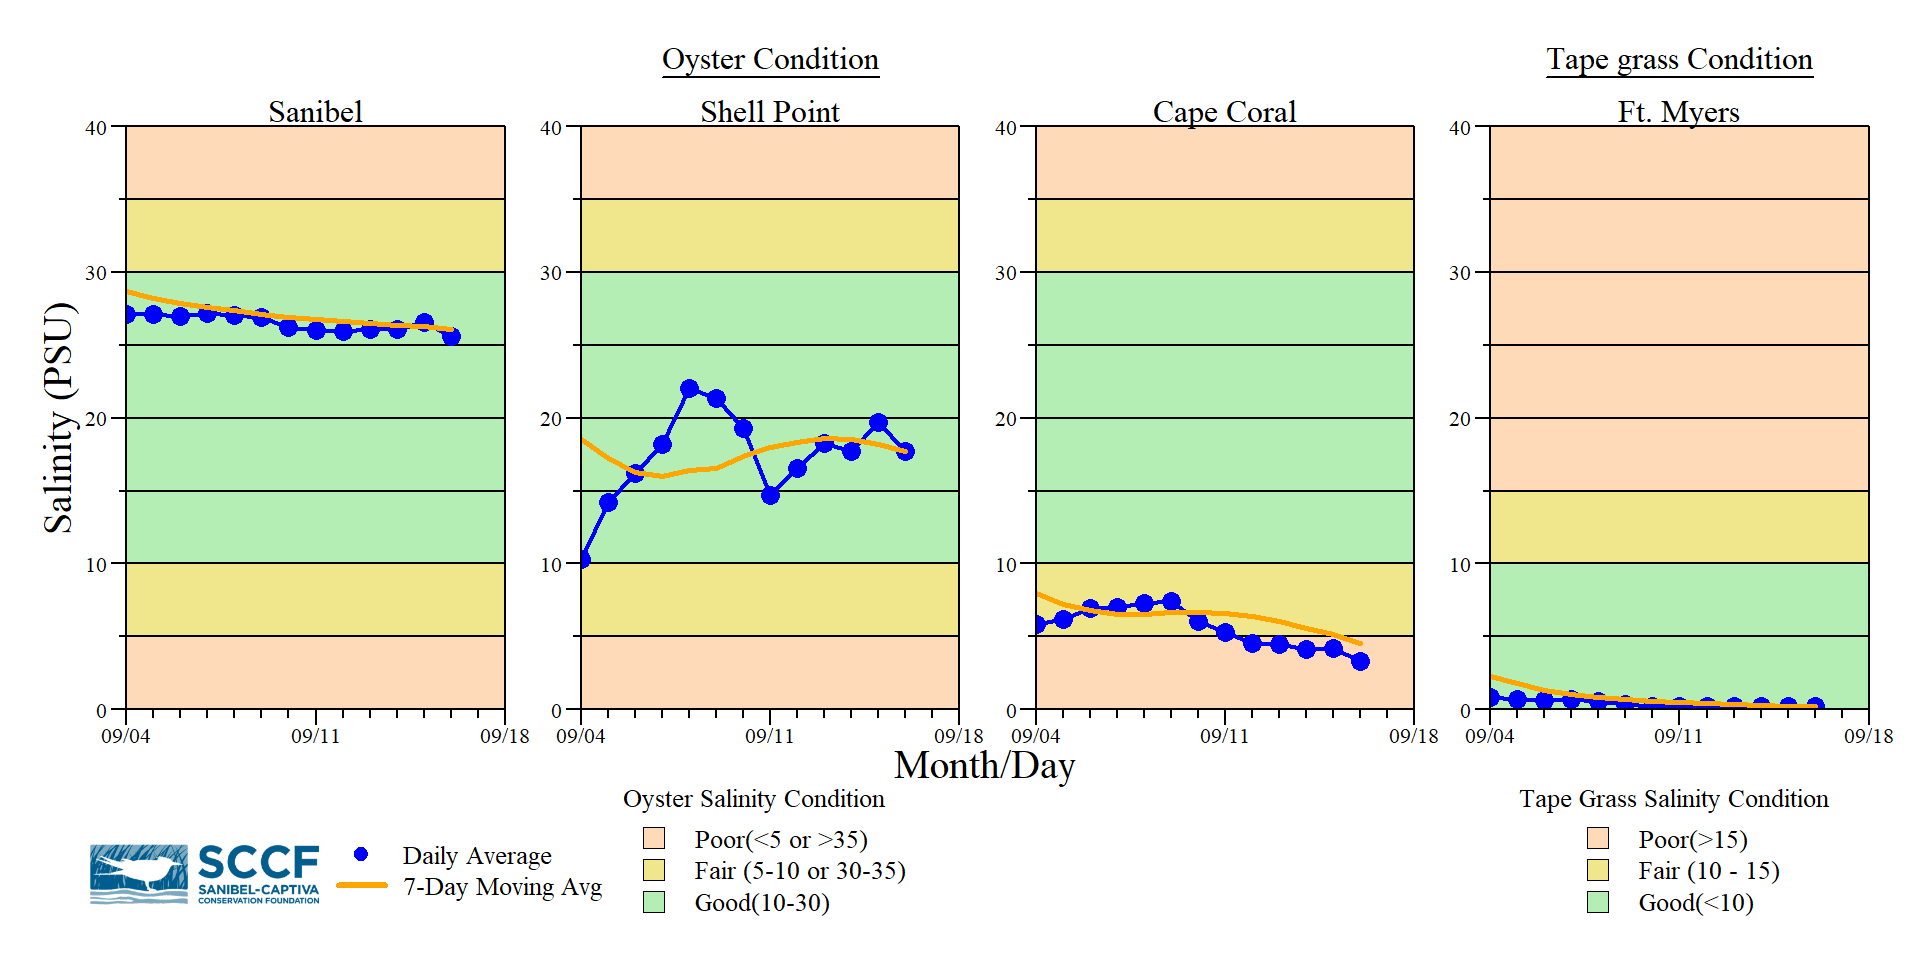 Oyster Condition
Tape grass Condition
Sanibel
Shell Point
Cape Coral
Ft. Myers
Salinity (PSU)
40
30
20
10
0
09/04
09/11
09/18
40
30
20
10
0
09/04
09/11
09/18
40
30
20
10
0
09/04
09/11
09/18
40
30
20
10
0
09/04
09/11
09/18
Month/Day
SCCF
SANIBEL-CAPTIVA
CONSERVATION FOUNDATION
Daily Average
7-Day Moving Avg
Oyster Salinity Condition
Poor(<5 or >35)
Fair (5-10 or 30-35)
Good(10-30)
Tape Grass Salinity Condition
Poor(>15)
Fair (10 - 15)
Good(<10)